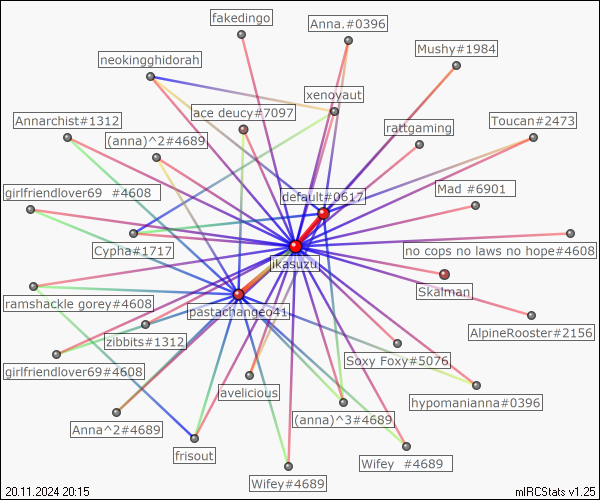 fakedingo
Anna.#0396
Mushy#1984
neokingghidorah
xenoyaut
ace deucy#7097
Annarchist#1312
rattgaming
Toucan#2473
(anna)^2#4689
girlfriendlover69 #4608
default#0617
Mad #6901
Cypha#1717
no cops no laws no hope#4608
ikasuzu
Skalman
ramshackle gorey#4608
pastachangeo41
AlpineRooster#2156
zibbits#1312
Soxy Foxy#5076
girlfriendlover69#4608
avelicious
hypomanianna#0396
(anna)^3#4689
Anna^2#4689
frisout
Wifey #4689
Wifey#4689
20.11.2024 20:15
mIRCStats v1.25